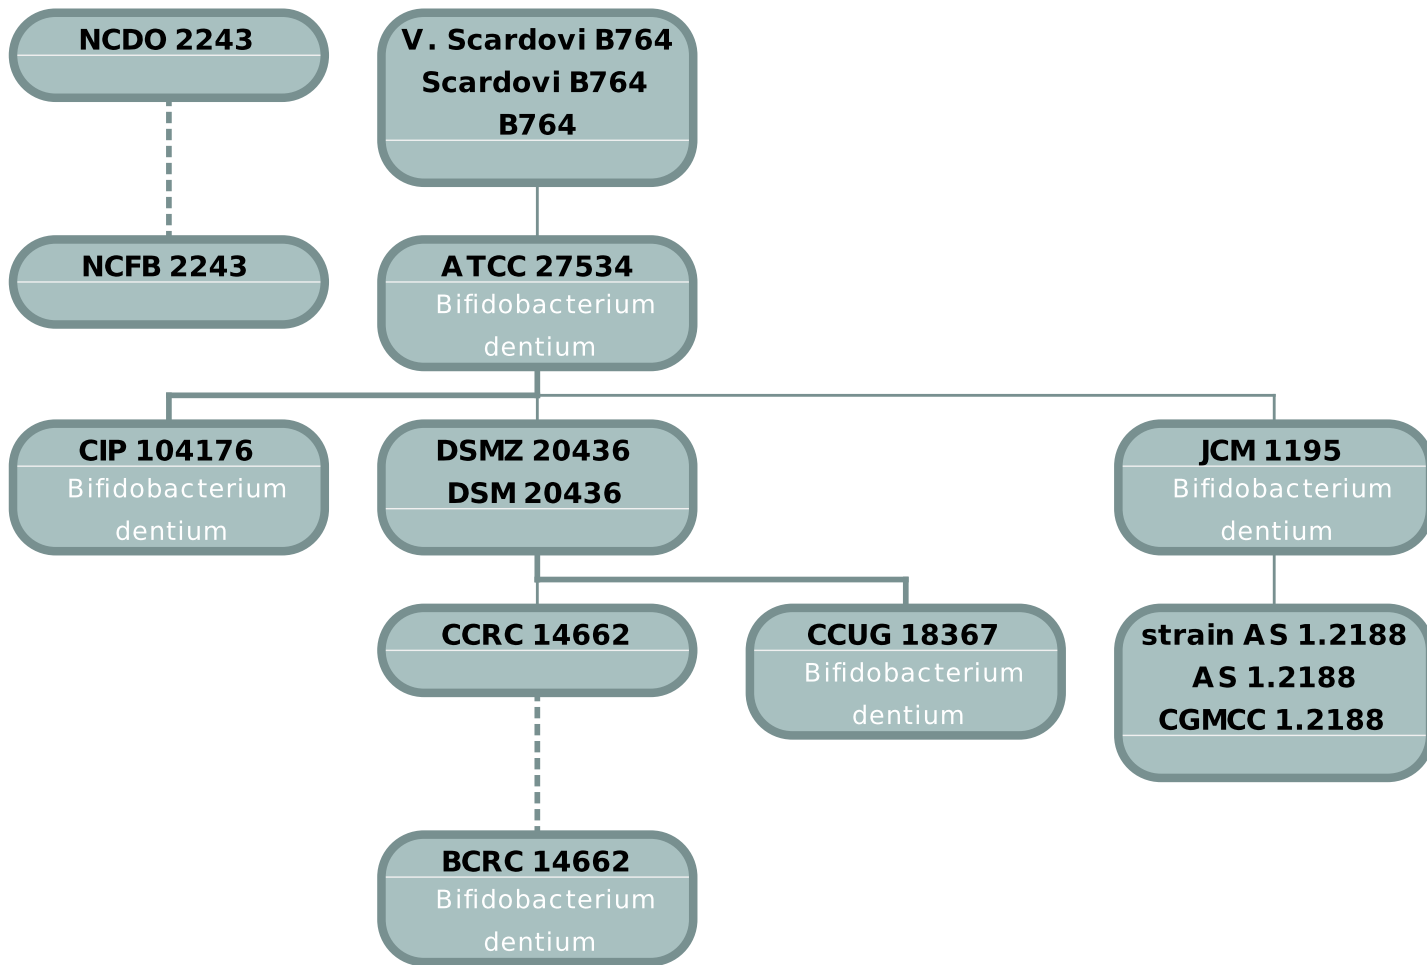 NCDO 2243
V. Scardovi B764
Scardovi B764
B764
NCFB 2243
ATCC 27534
Bifidobacterium
dentium
CIP 104176
Bifidobacterium
dentium
DSMZ 20436
DSM 20436
JCM 1195
Bifidobacterium
dentium
CCRC 14662
CCUG 18367
Bifidobacterium
dentium
strain AS 1.2188
AS 1.2188
CGMCC 1.2188
BCRC 14662
Bifidobacterium
dentium